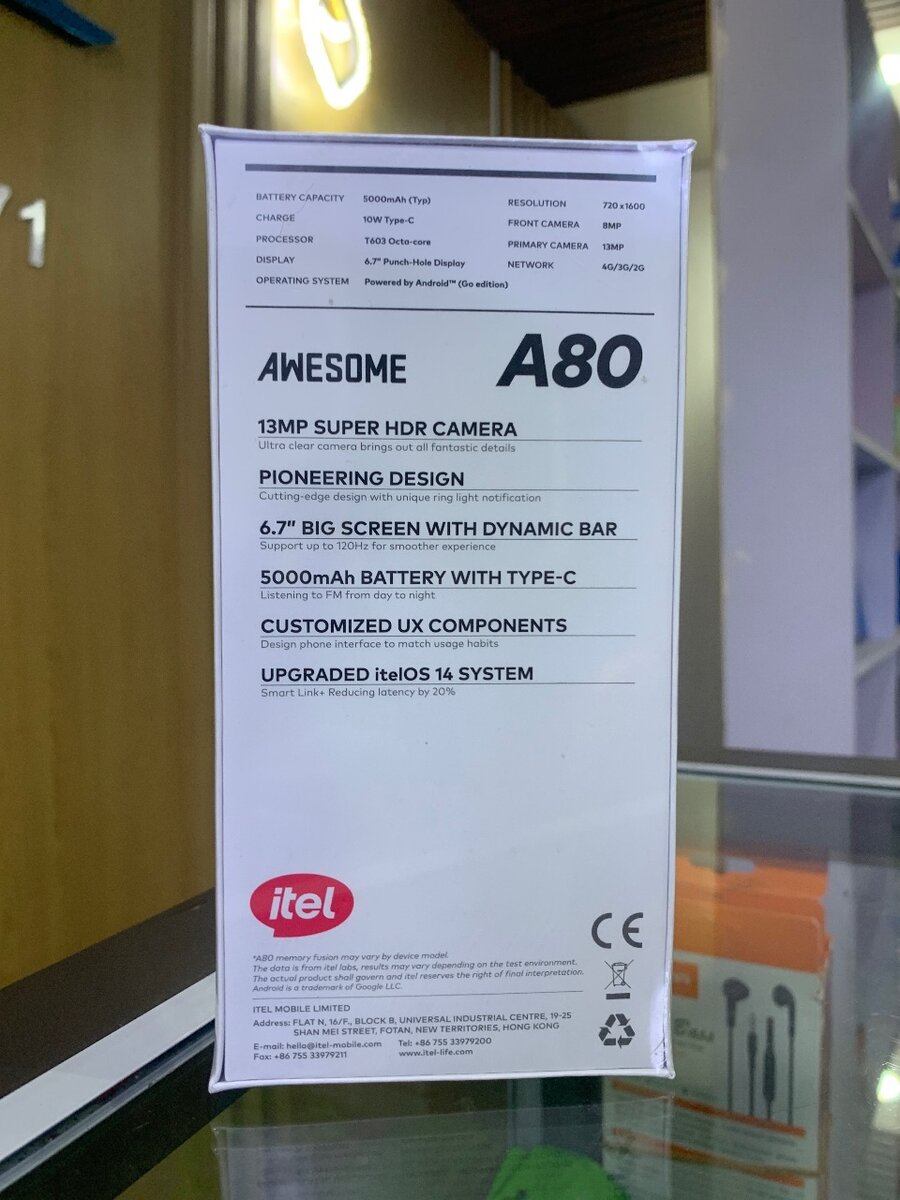 BATTERY CAPACITY 5000mAh (Typ)
CHARGE 10W Type-C
PROCESSOR T603 Octa-core
DISPLAY 6.7" Punch-Hole Display
OPERATING SYSTEM Powered by Android™ (Go edition)
RESOLUTION 720 x 1600
FRONT CAMERA 8MP
PRIMARY CAMERA 13MP
NETWORK 4G/3G/2G
AWESOME A80
13MP SUPER HDR CAMERA
Ultra clear camera brings out all fantastic details
PIONEERING DESIGN
Cutting-edge design with unique ring light notification
6.7" BIG SCREEN WITH DYNAMIC BAR
Support up to 120Hz for smoother experience
5000mAh BATTERY WITH TYPE-C
Listening to FM from day to night
CUSTOMIZED UX COMPONENTS
Design phone interface to match usage habits
UPGRADED itelOS 14 SYSTEM
Smart Link+ Reducing latency by 20%
itel
CE
*A80 memory fusion may vary by device model.
The data is from itel labs, results may vary depending on the test environment.
The actual product shall govern and itel reserves the right of final interpretation.
Android is a trademark of Google LLC.
ITEL MOBILE LIMITED
Address: FLAT N, 16/F., BLOCK B, UNIVERSAL INDUSTRIAL CENTRE, 19-25
SHAN MEI STREET, FOTAN, NEW TERRITORIES, HONG KONG
E-mail: hello@itel-mobile.com Tel: +86 755 33979200
Fax: +86 755 33979211 www.itel-life.com
1